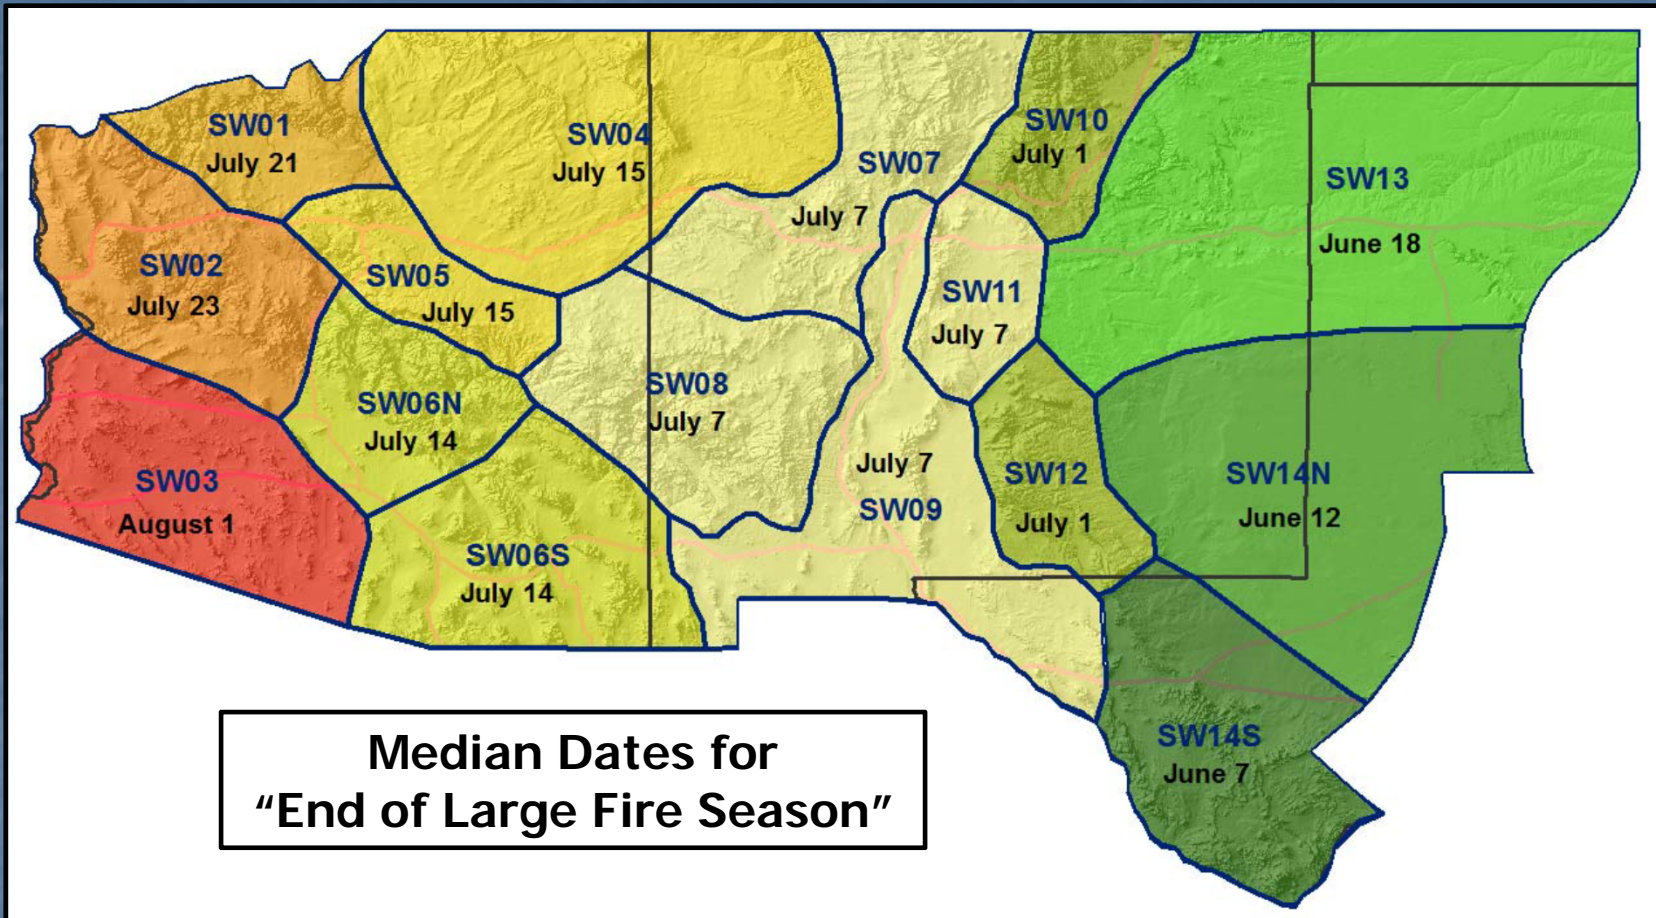 SW01
July 21
SW02
July 23
SW03
August 1
SW04
July 15
SW05
July 15
SW06N
July 14
SW06S
July 14
SW07
July 7
SW08
July 7
July 7
SW09
SW10
July 1
SW11
July 7
SW12
July 1
SW13
June 18
SW14N
June 12
SW14S
June 7
Median Dates for
“End of Large Fire Season”